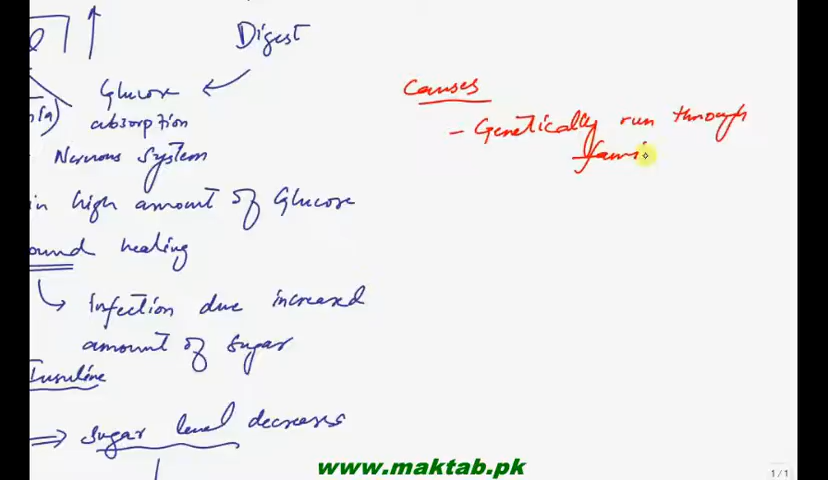 Digest
Glucose
absorption
Nervous System
in high amount of Glucose
ound healing
Infection due increased
amount of Sugar
Insuline
Sugar level decreases
Causes
- Genetically run through
fami
www.maktab.pk
1/1